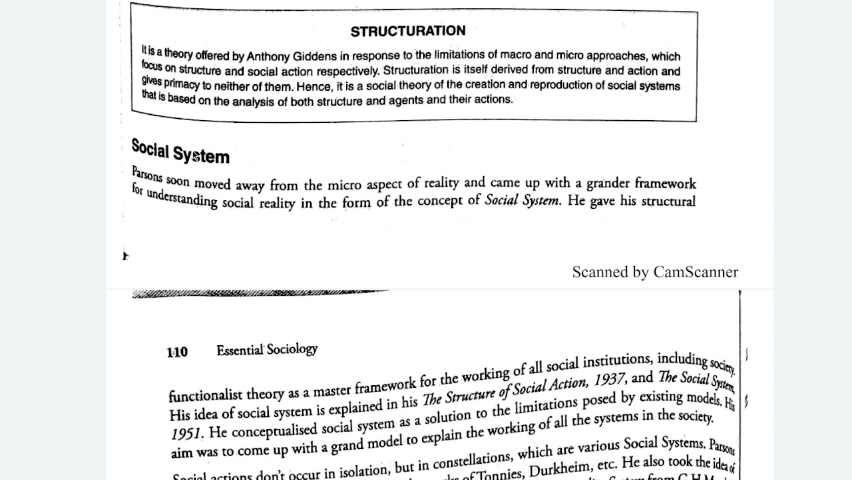 STRUCTURATION
It is a theory offered by Anthony Giddens in response to the limitations of macro and micro approaches, which
focus on structure and social action respectively. Structuration is itself derived from structure and action and
gives primacy to neither of them. Hence, it is a social theory of the creation and reproduction of social systems
that is based on the analysis of both structure and agents and their actions.
Social System
Parsons soon moved away from the micro aspect of reality and came up with a grander framework
for understanding social reality in the form of the concept of Social System. He gave his structural
Scanned by CamScanner
110 Essential Sociology
functionalist theory as a master framework for the working of all social institutions, including society.
His idea of social system is explained in his The Structure of Social Action, 1937, and The Social System,
1951. He conceptualised social system as a solution to the limitations posed by existing models. His
aim was to come up with a grand model to explain the working of all the systems in the society.
Social actions don't occur in isolation, but in constellations, which are various Social Systems. Parsons
of Tonnies, Durkheim, etc. He also took the idea of